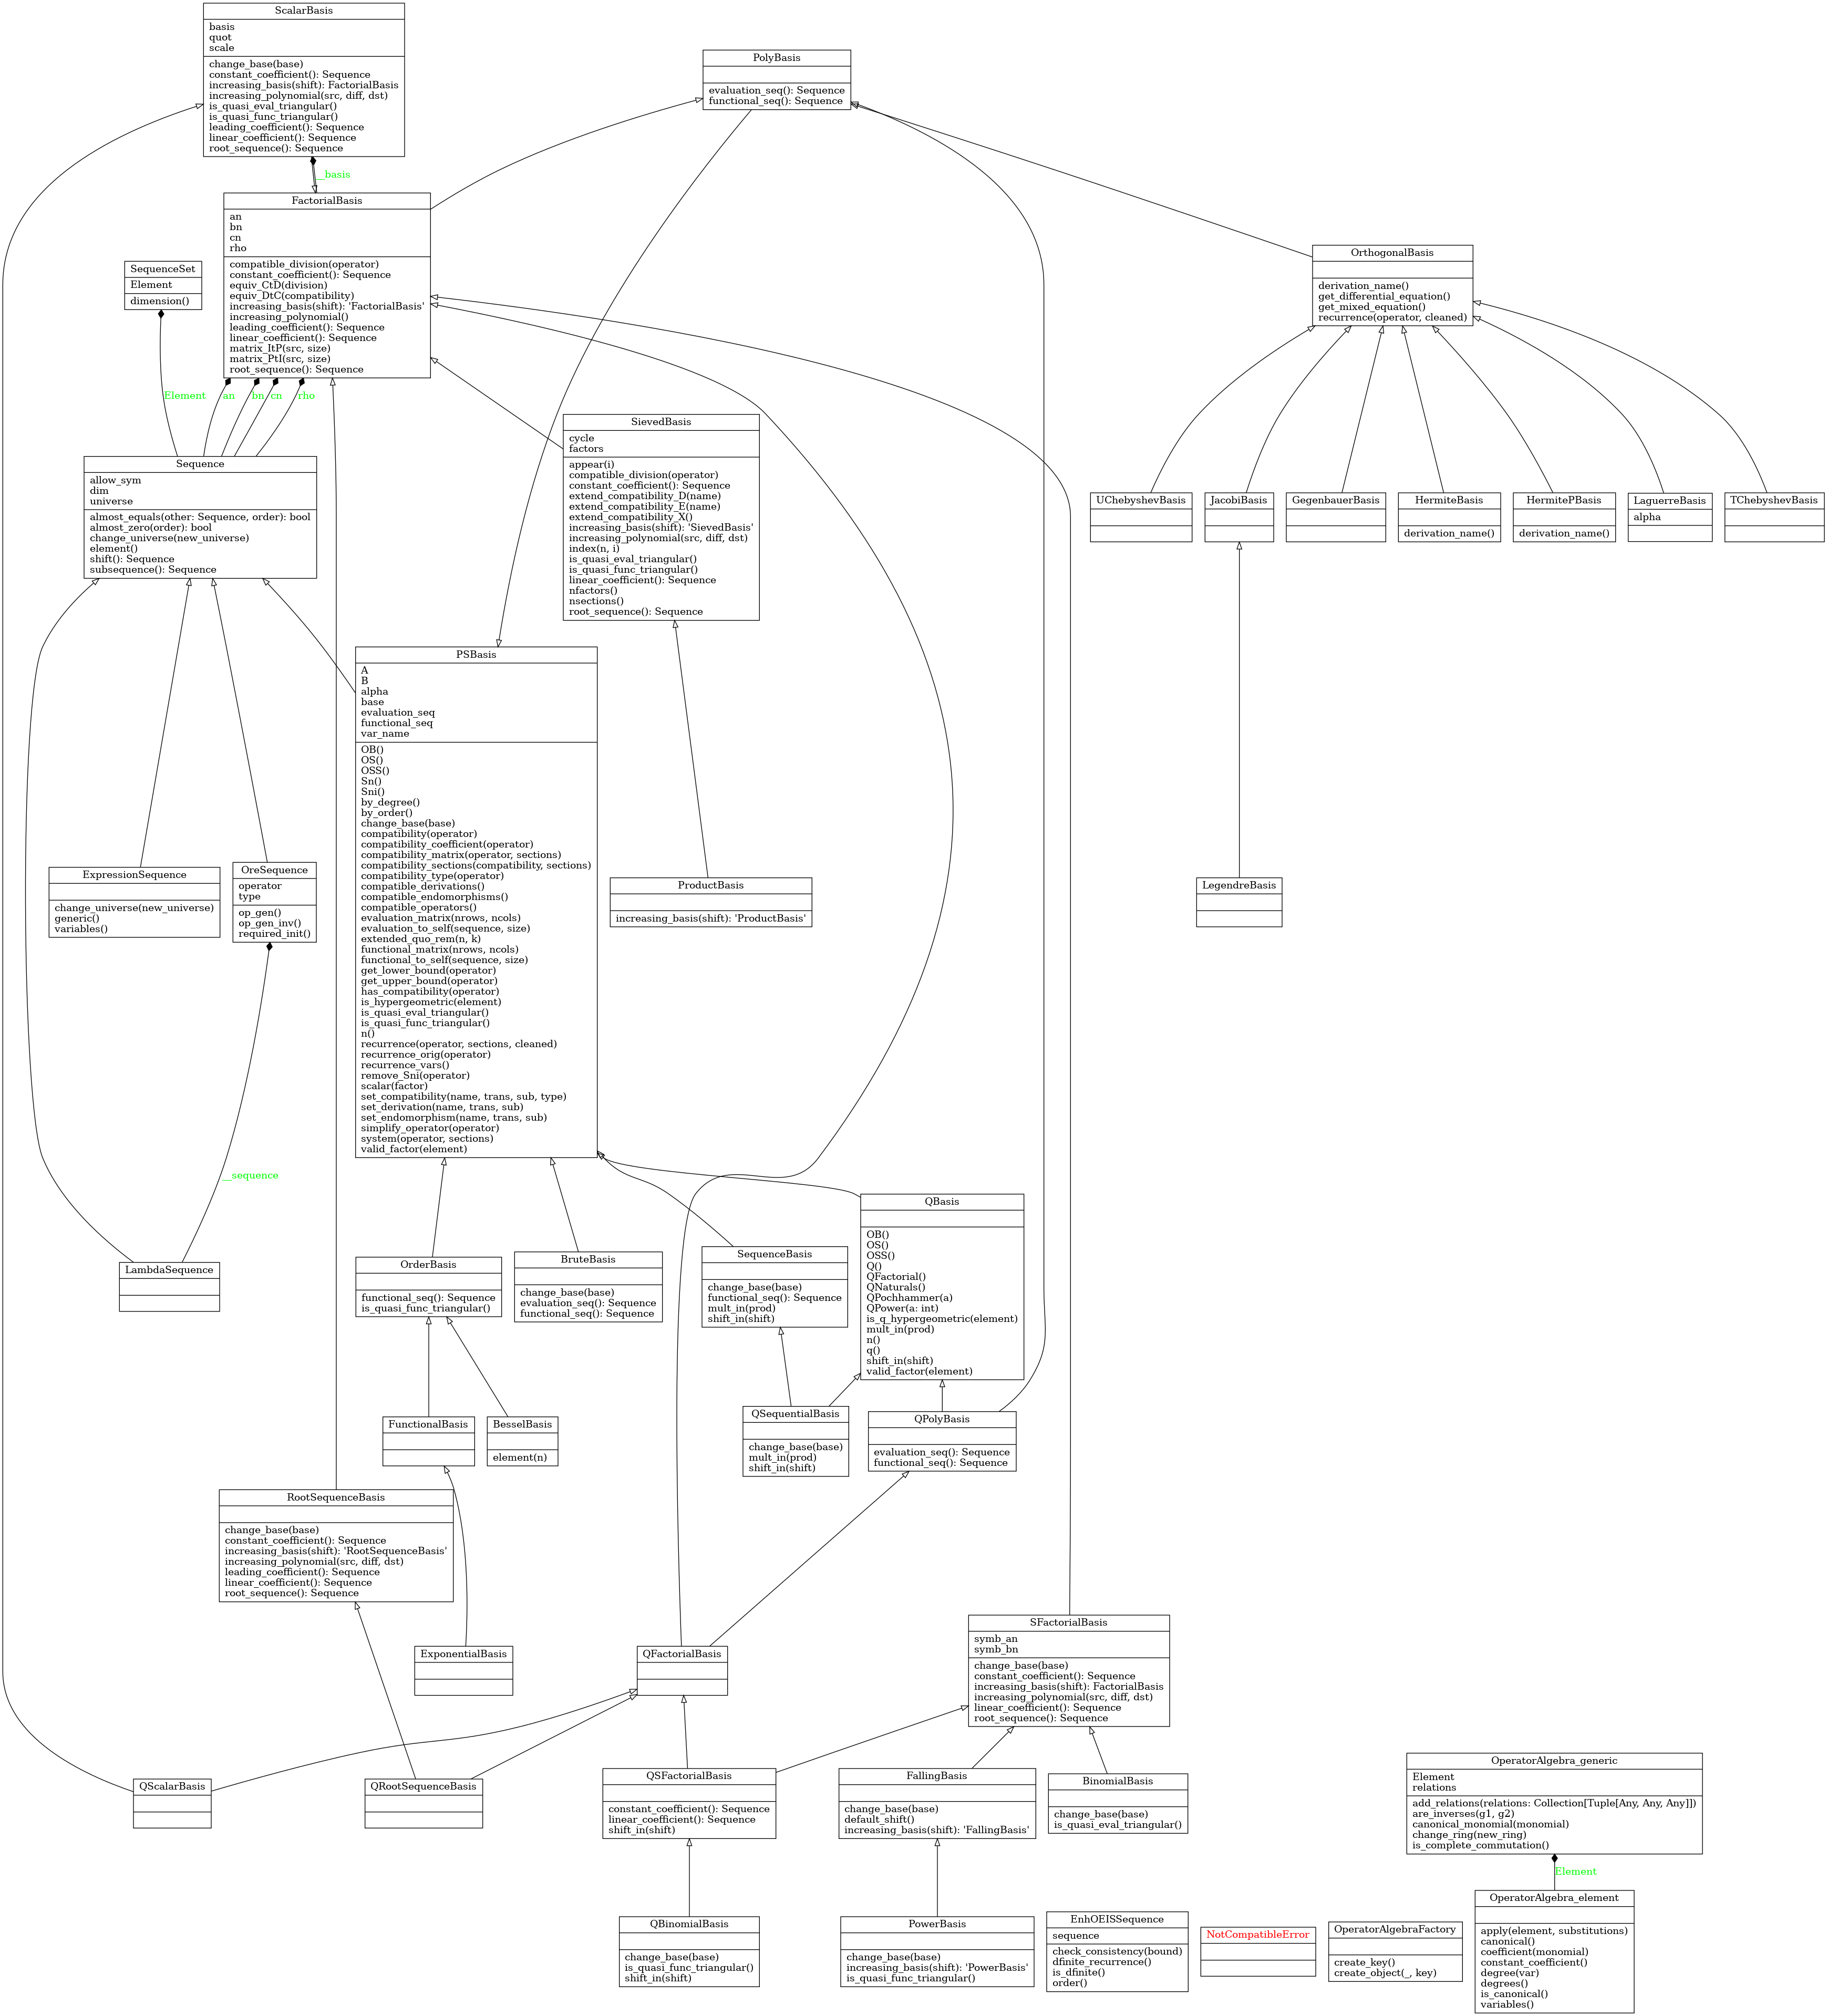 ScalarBasis
basis
quot
scale
change_base(base)
constant_coefficient(): Sequence
increasing_basis(shift): FactorialBasis
increasing_polynomial(src, diff, dst)
is_quasi_eval_triangular()
is_quasi_func_triangular()
leading_coefficient(): Sequence
linear_coefficient(): Sequence
root_sequence(): Sequence
PolyBasis
evaluation_seq(): Sequence
functional_seq(): Sequence
__basis
FactorialBasis
an
bn
cn
rho
compatible_division(operator)
constant_coefficient(): Sequence
equiv_CtD(division)
equiv_DtC(compatibility)
increasing_basis(shift): 'FactorialBasis'
increasing_polynomial()
leading_coefficient(): Sequence
linear_coefficient(): Sequence
matrix_ItP(src, size)
matrix_PtI(src, size)
root_sequence(): Sequence
SequenceSet
Element
dimension()
OrthogonalBasis
derivation_name()
get_differential_equation()
get_mixed_equation()
recurrence(operator, cleaned)
Element
an
bn
cn
rho
Sequence
allow_sym
dim
universe
almost_equals(other: Sequence, order): bool
almost_zero(order): bool
change_universe(new_universe)
element()
shift(): Sequence
subsequence(): Sequence
SievedBasis
cycle
factors
appear(i)
compatible_division(operator)
constant_coefficient(): Sequence
extend_compatibility_D(name)
extend_compatibility_E(name)
extend_compatibility_X()
increasing_basis(shift): 'SievedBasis'
increasing_polynomial(src, diff, dst)
index(n, i)
is_quasi_eval_triangular()
is_quasi_func_triangular()
linear_coefficient(): Sequence
nfactors()
nsections()
root_sequence(): Sequence
UChebyshevBasis
JacobiBasis
GegenbauerBasis
HermiteBasis
derivation_name()
HermitePBasis
derivation_name()
LaguerreBasis
alpha
TChebyshevBasis
PSBasis
A
B
alpha
base
evaluation_seq
functional_seq
var_name
OB()
OS()
OSS()
Sn()
Sni()
by_degree()
by_order()
change_base(base)
compatibility(operator)
compatibility_coefficient(operator)
compatibility_matrix(operator, sections)
compatibility_sections(compatibility, sections)
compatibility_type(operator)
compatible_derivations()
compatible_endomorphisms()
compatible_operators()
evaluation_matrix(nrows, ncols)
evaluation_to_self(sequence, size)
extended_quo_rem(n, k)
functional_matrix(nrows, ncols)
functional_to_self(sequence, size)
get_lower_bound(operator)
get_upper_bound(operator)
has_compatibility(operator)
is_hypergeometric(element)
is_quasi_eval_triangular()
is_quasi_func_triangular()
n()
recurrence(operator, sections, cleaned)
recurrence_orig(operator)
recurrence_vars()
remove_Sni(operator)
scalar(factor)
set_compatibility(name, trans, sub, type)
set_derivation(name, trans, sub)
set_endomorphism(name, trans, sub)
simplify_operator(operator)
system(operator, sections)
valid_factor(element)
ExpressionSequence
change_universe(new_universe)
generic()
variables()
OreSequence
operator
type
op_gen()
op_gen_inv()
required_init()
ProductBasis
increasing_basis(shift): 'ProductBasis'
LegendreBasis
__sequence
LambdaSequence
OrderBasis
functional_seq(): Sequence
is_quasi_func_triangular()
BruteBasis
change_base(base)
evaluation_seq(): Sequence
functional_seq(): Sequence
SequenceBasis
change_base(base)
functional_seq(): Sequence
mult_in(prod)
shift_in(shift)
QBasis
OB()
OS()
OSS()
Q()
QFactorial()
QNaturals()
QPochhammer(a)
QPower(a: int)
is_q_hypergeometric(element)
mult_in(prod)
n()
q()
shift_in(shift)
valid_factor(element)
FunctionalBasis
BesselBasis
element(n)
QSequentialBasis
change_base(base)
mult_in(prod)
shift_in(shift)
QPolyBasis
evaluation_seq(): Sequence
functional_seq(): Sequence
RootSequenceBasis
change_base(base)
constant_coefficient(): Sequence
increasing_basis(shift): 'RootSequenceBasis'
increasing_polynomial(src, diff, dst)
leading_coefficient(): Sequence
linear_coefficient(): Sequence
root_sequence(): Sequence
ExponentialBasis
QFactorialBasis
SFactorialBasis
symb_an
symb_bn
change_base(base)
constant_coefficient(): Sequence
increasing_basis(shift): FactorialBasis
increasing_polynomial(src, diff, dst)
linear_coefficient(): Sequence
root_sequence(): Sequence
QScalarBasis
QRootSequenceBasis
QSFactorialBasis
constant_coefficient(): Sequence
linear_coefficient(): Sequence
shift_in(shift)
FallingBasis
change_base(base)
default_shift()
increasing_basis(shift): 'FallingBasis'
BinomialBasis
change_base(base)
is_quasi_eval_triangular()
OperatorAlgebra_generic
Element
relations
add_relations(relations: Collection[Tuple[Any, Any, Any]])
are_inverses(g1, g2)
canonical_monomial(monomial)
change_ring(new_ring)
is_complete_commutation()
Element
QBinomialBasis
change_base(base)
is_quasi_func_triangular()
shift_in(shift)
PowerBasis
change_base(base)
increasing_basis(shift): 'PowerBasis'
is_quasi_func_triangular()
EnhOEISSequence
sequence
check_consistency(bound)
dfinite_recurrence()
is_dfinite()
order()
NotCompatibleError
OperatorAlgebraFactory
create_key()
create_object(_, key)
OperatorAlgebra_element
apply(element, substitutions)
canonical()
coefficient(monomial)
constant_coefficient()
degree(var)
degrees()
is_canonical()
variables()